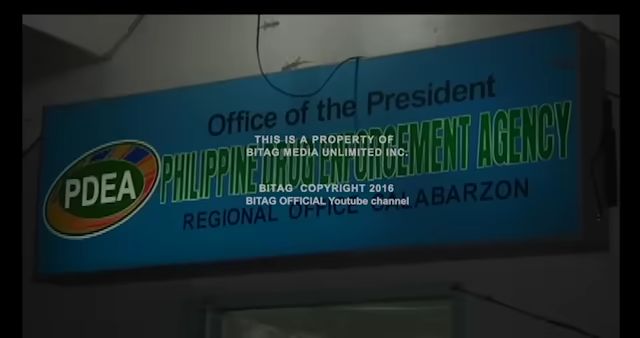 Office of the President
PHILIPPINE DRUG ENFORCEMENT AGENCY
PDEA
REGIONAL OFFICE CALABARZON
THIS IS A PROPERTY OF
BITAG MEDIA UNLIMITED INC.
BITAG COPYRIGHT 2016
BITAG OFFICIAL Youtube channel